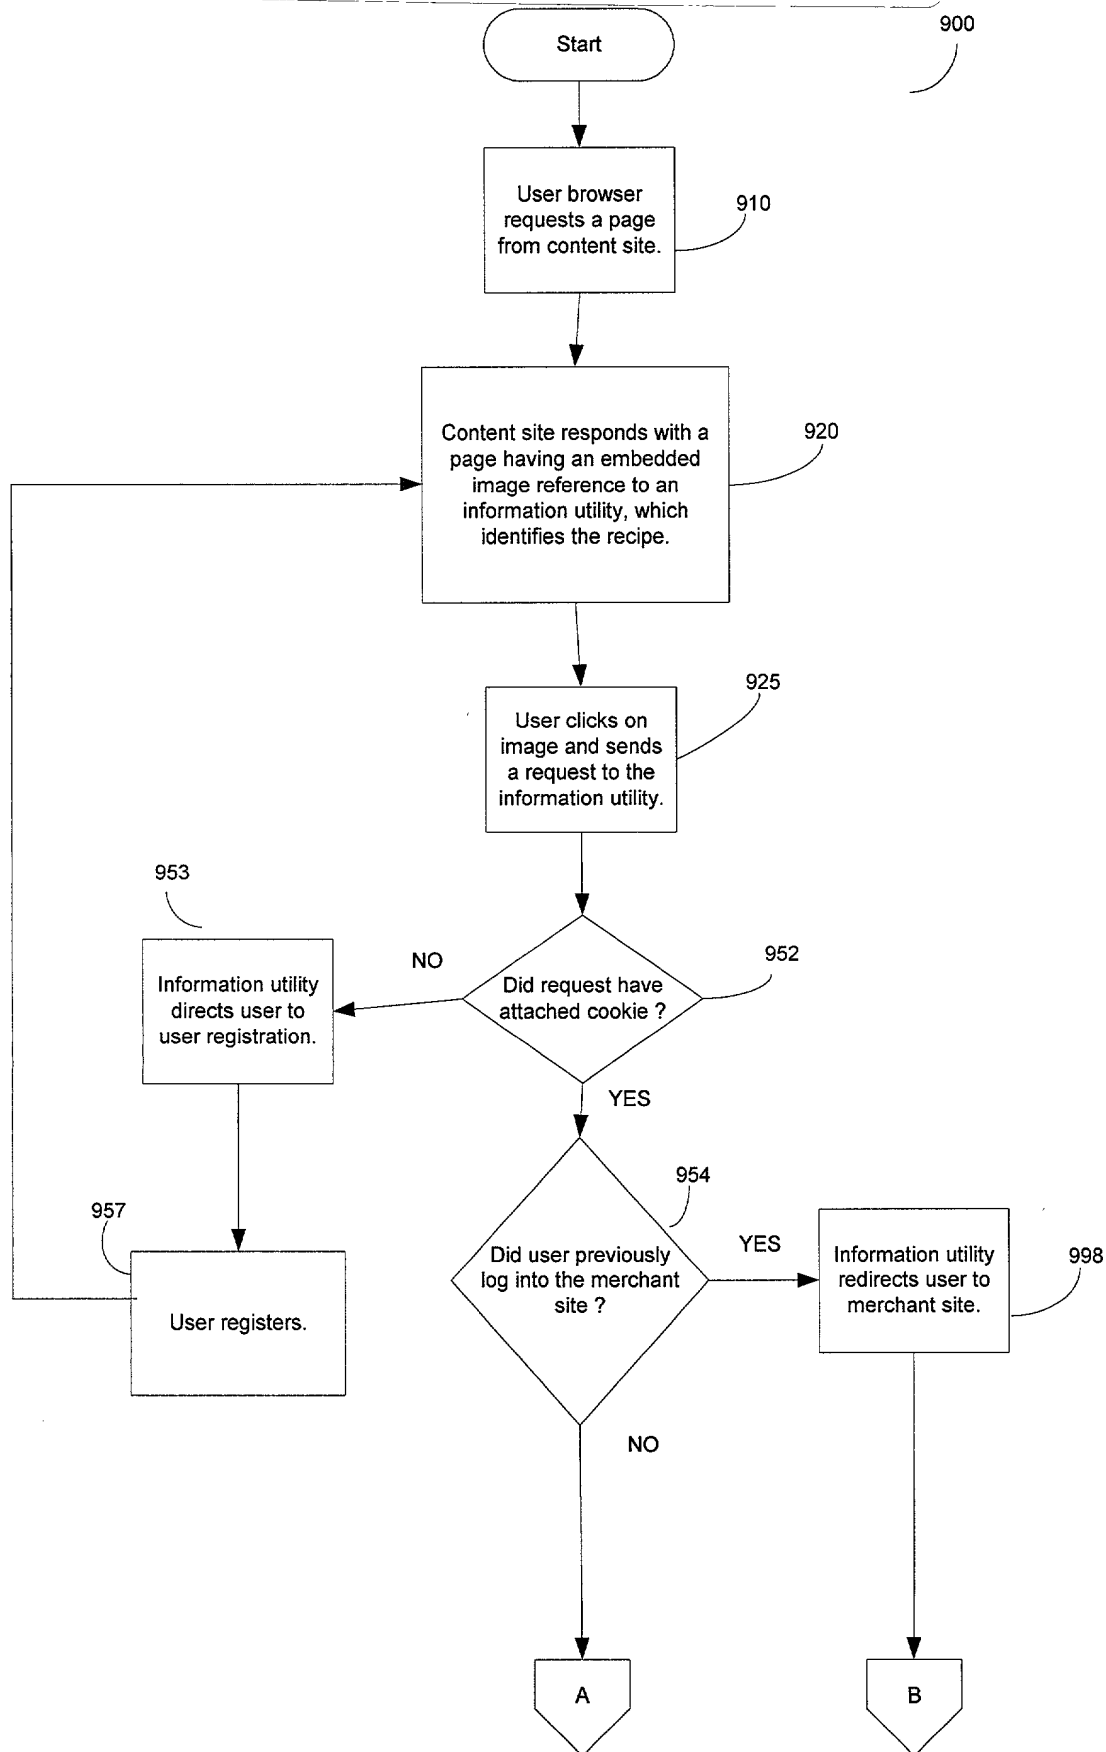 Start
900
User browser
requests a page
from content site.
910
Content site responds with a
page having an embedded
image reference to an
information utility, which
identifies the recipe.
920
User clicks on
image and sends
a request to the
information utility.
925
953
Information utility
directs user to
user registration.
NO
Did request have
attached cookie ?
952
YES
957
User registers.
954
Did user previously
log into the merchant
site ?
YES
Information utility
redirects user to
merchant site.
998
NO
A
B